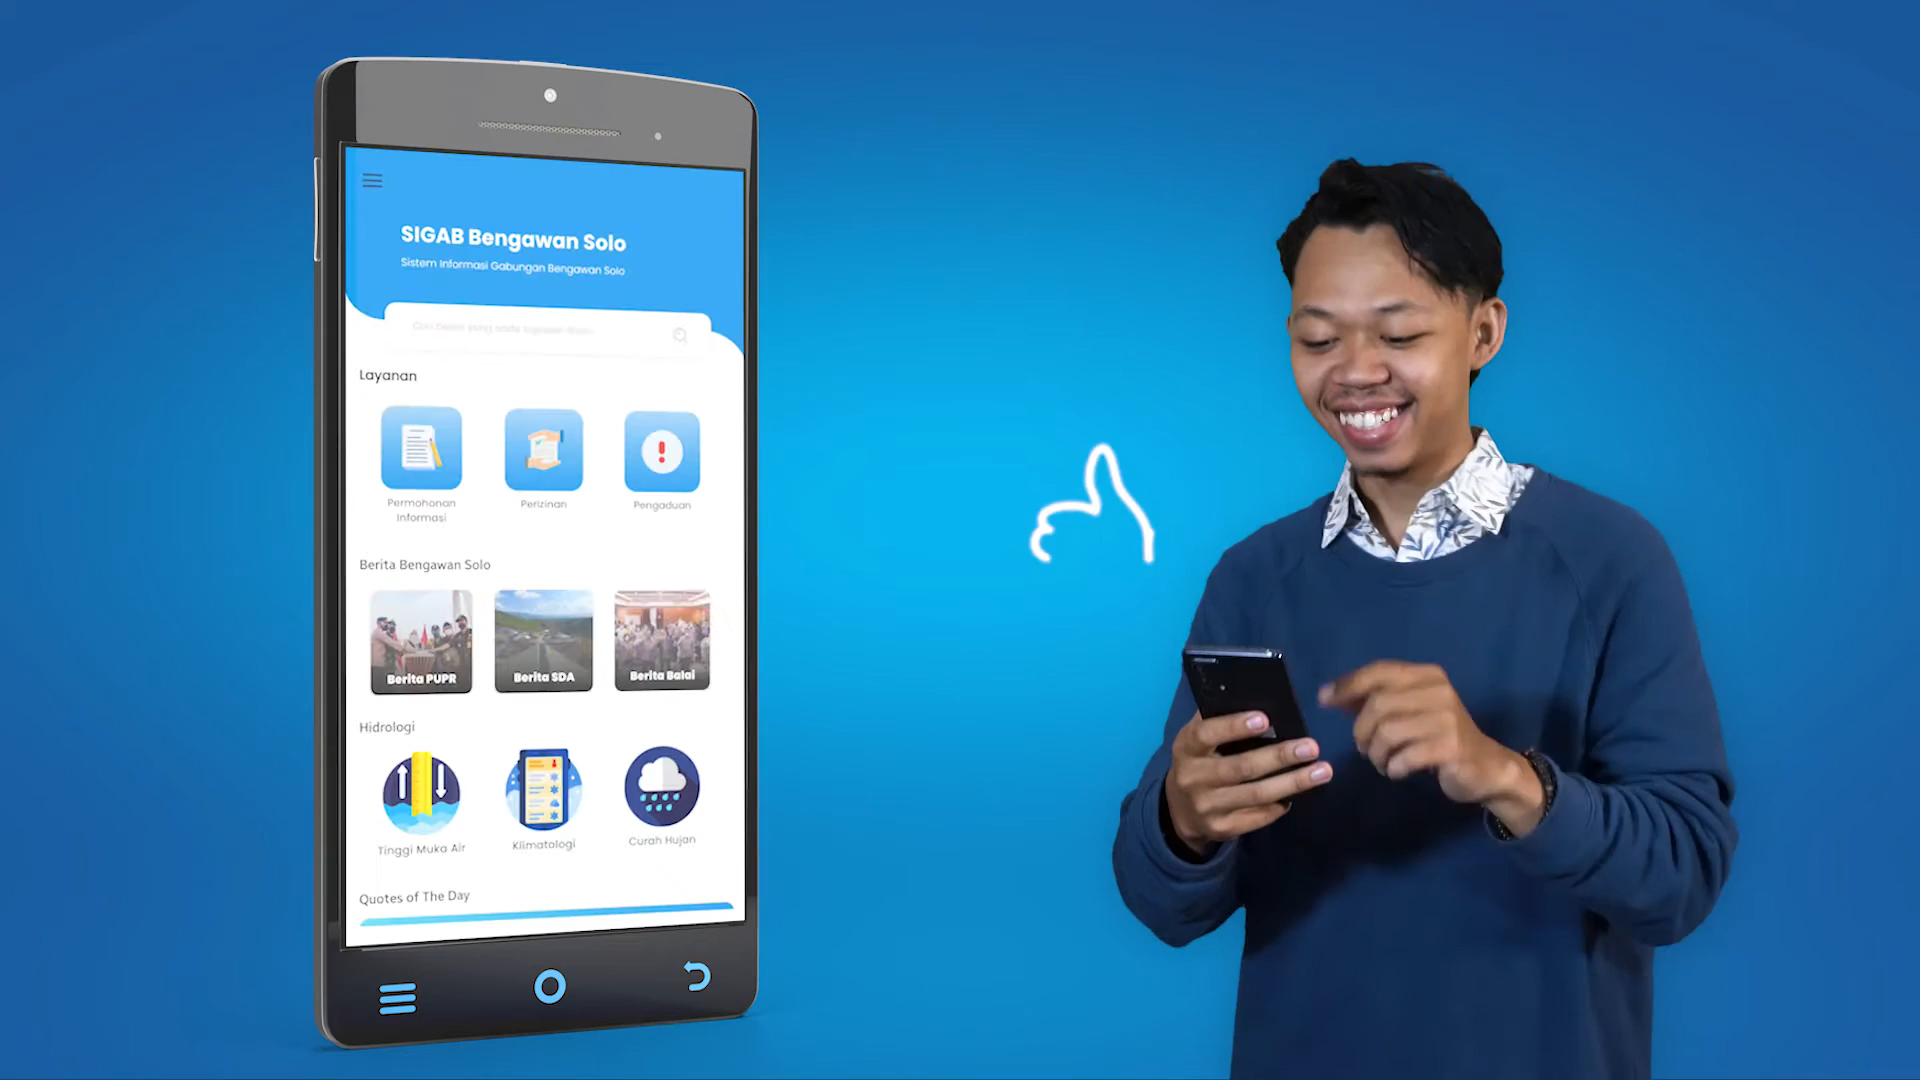 SIGAB Bengawan Solo
Sistem Informasi Gabungan Bengawan Solo
Layanan
Permohonan
Informasi
Perizinan
Pengaduan
Berita Bengawan Solo
Berita PUPR
Berita SDA
Berita Balai
Hidrologi
Tinggi Muka Air
Klimatologi
Curah Hujan
Quotes of The Day